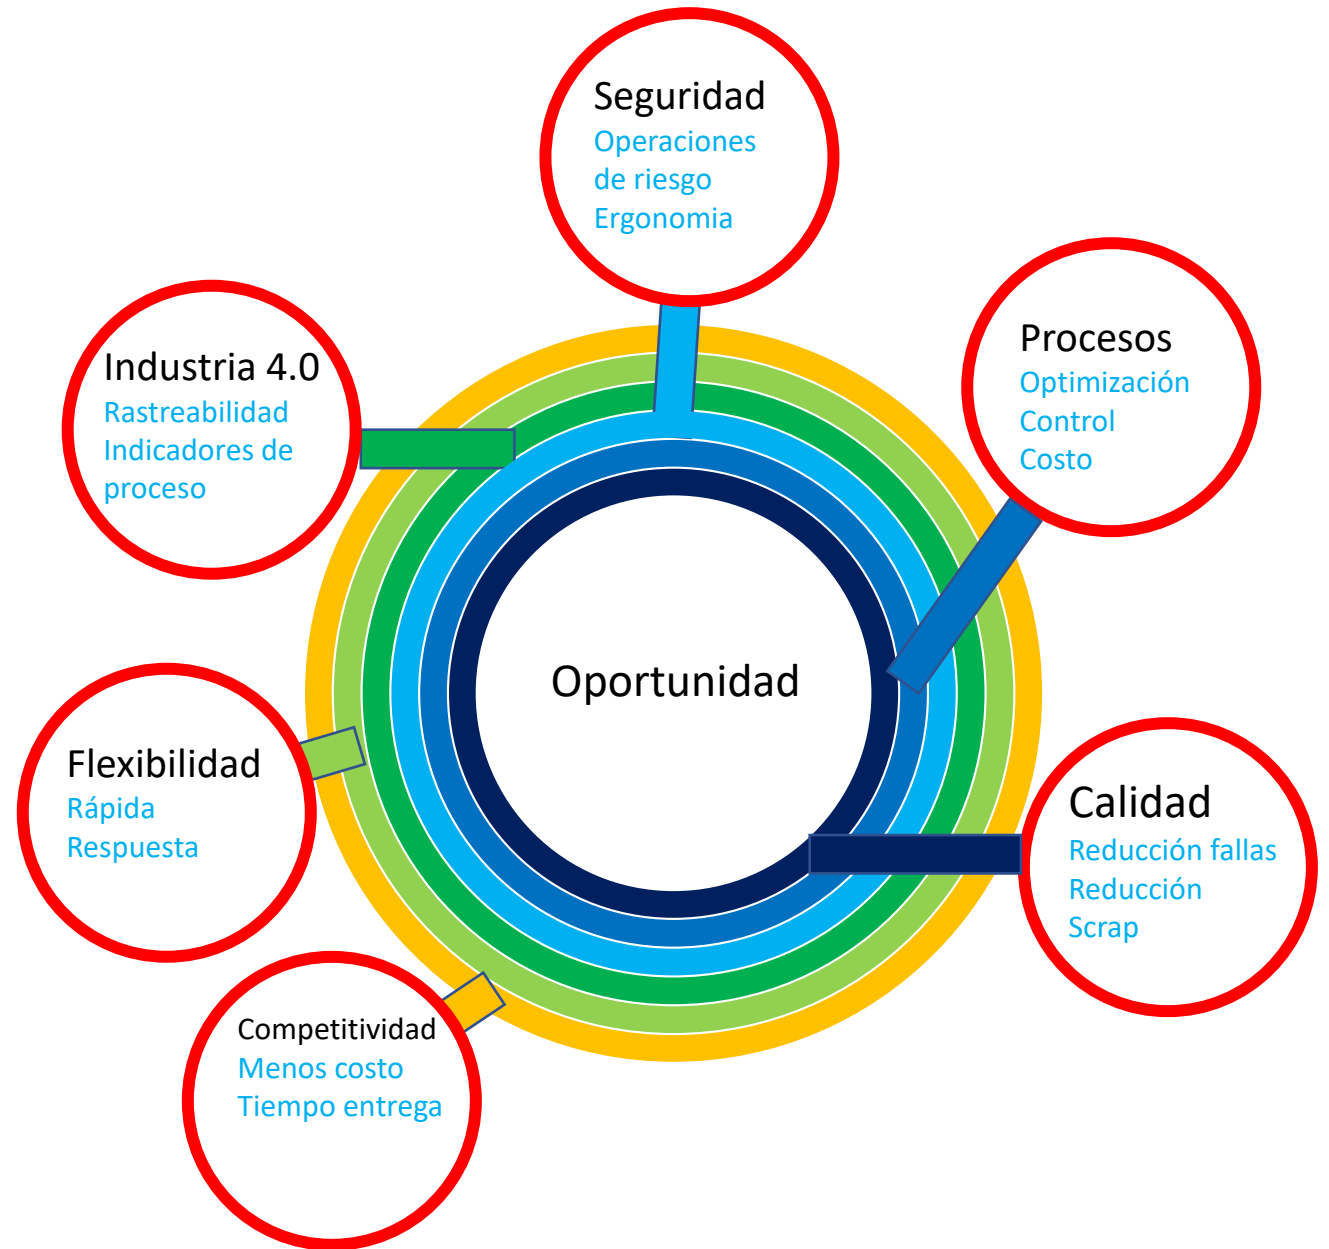 Seguridad
Operaciones
de riesgo
Ergonomia
Procesos
Optimización
Control
Costo
Industria 4.0
Rastreabilidad
Indicadores de
proceso
Oportunidad
Flexibilidad
Rápida
Respuesta
Calidad
Reducción fallas
Reducción
Scrap
Competitividad
Menos costo
Tiempo entrega